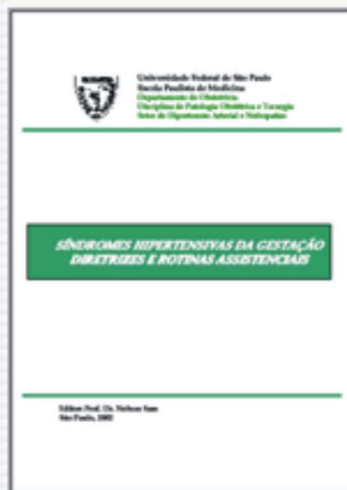 Universidade Federal de São Paulo
Escola Paulista de Medicina
Departamento de Obstetrícia
Disciplina de Patologia Obstétrica e Tocurgia
Setor de Hipertensão Arterial e Nefropatias
SÍNDROMES HIPERTENSIVAS DA GESTAÇÃO
DIRETRIZES E ROTINAS ASSISTENCIAIS
Editor: Prof. Dr. Nelson Sass
São Paulo, 2002